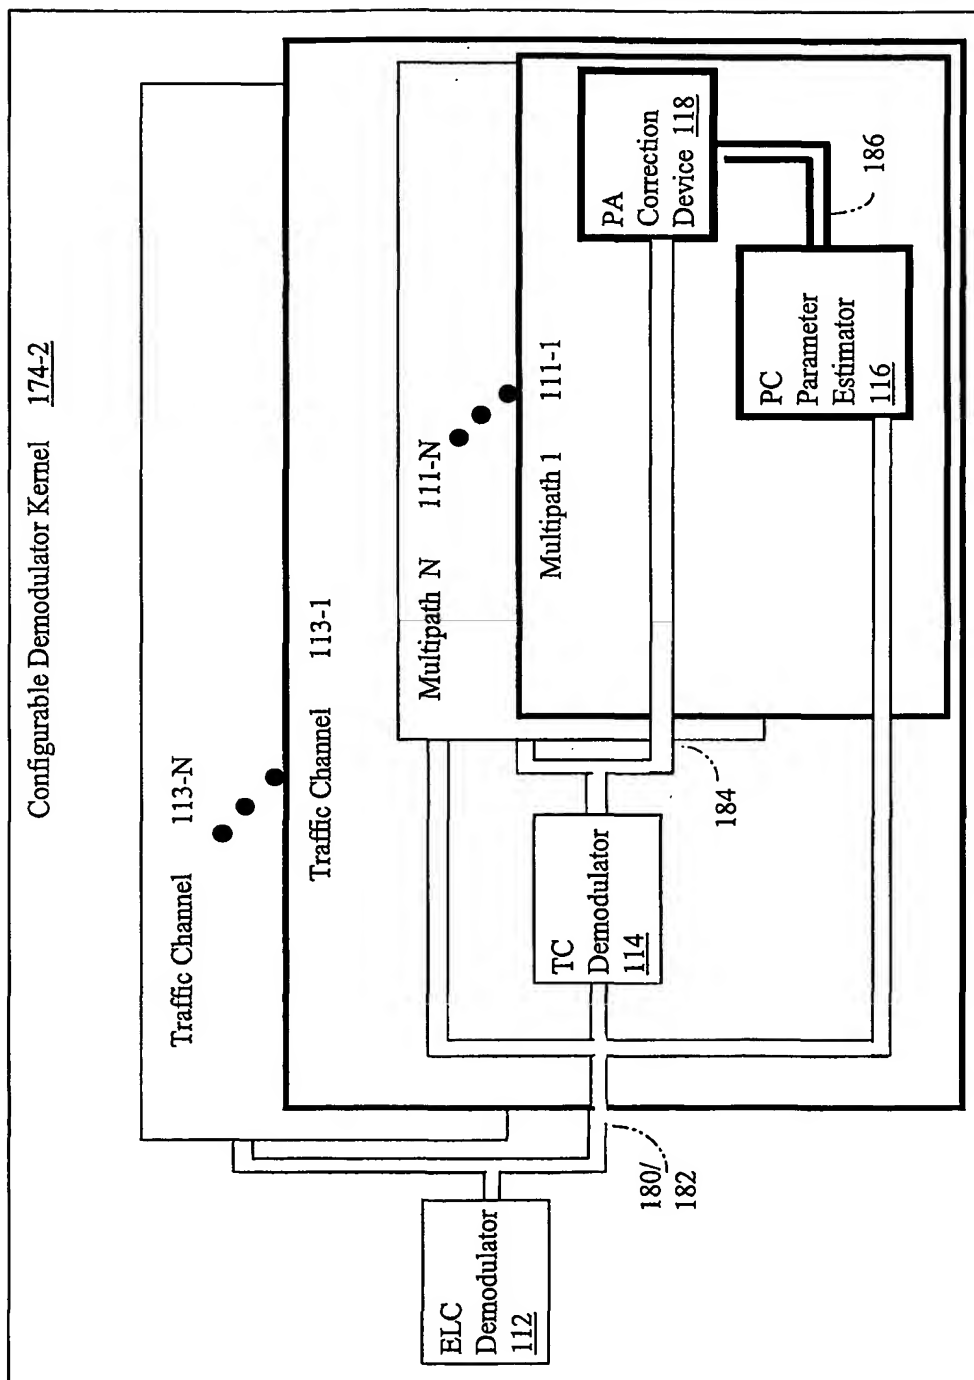 Configurable Demodulator Kernel 174-2
Traffic Channel 113-N
Traffic Channel 113-1
Multipath N 111-N
Multipath 1 111-1
ELC
Demodulator
112
180/
182
TC
Demodulator
114
184
PA
Correction
Device 118
PC
Parameter
Estimator
116
186